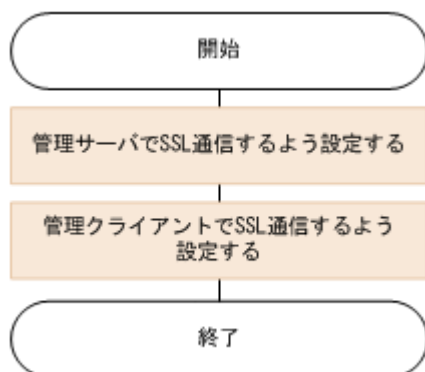 開始
管理サーバでSSL通信するよう設定する
管理クライアントでSSL通信するよう
設定する
終了